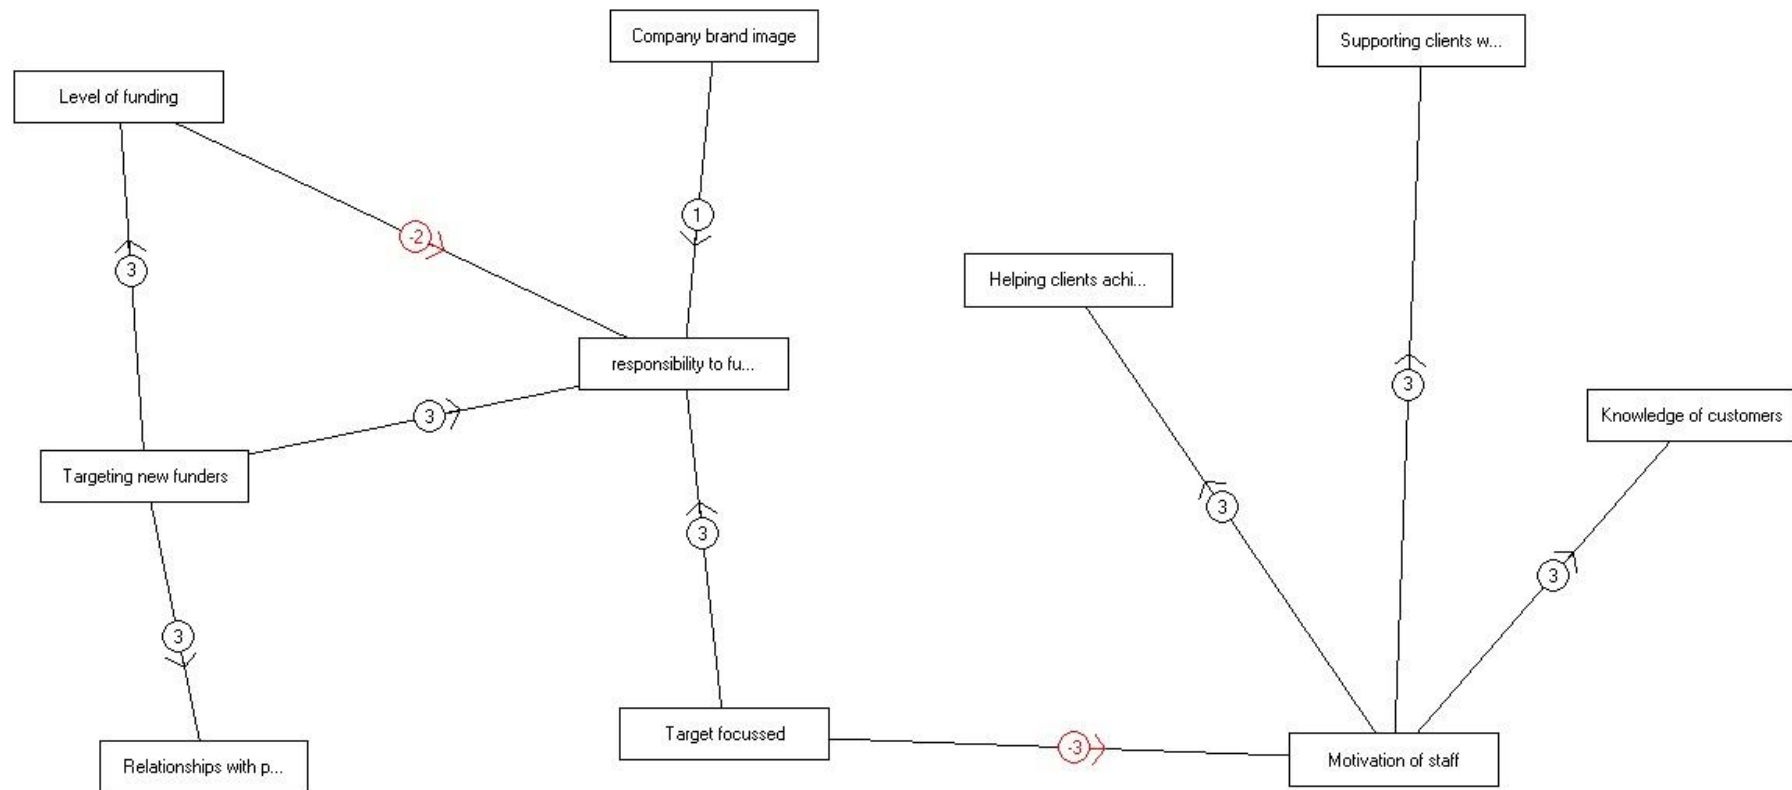 Company brand image
Supporting clients w...
Level of funding
1
-2
3
Helping clients achi...
responsibility to fu...
3
3
Knowledge of customers
Targeting new funders
3
3
3
3
Target focussed
-3
Motivation of staff
Relationships with p...